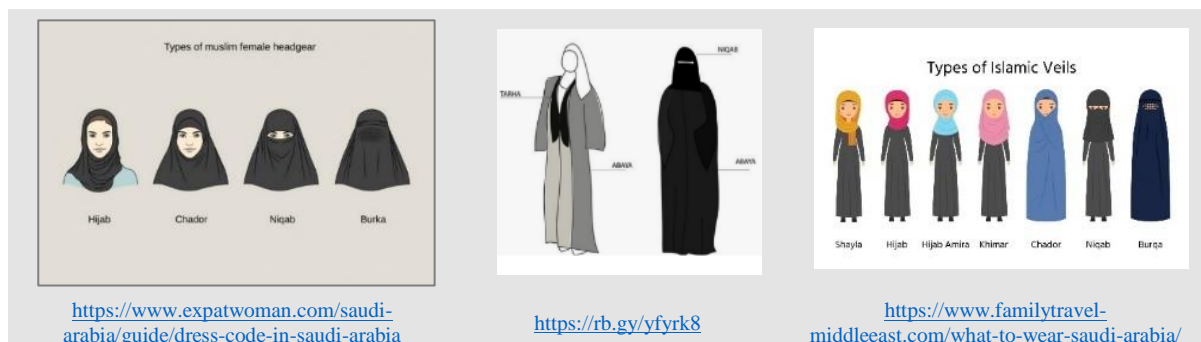 Types of muslim female headgear
Hijab Chador Niqab Burka
https://www.expatwoman.com/saudi-
arabia/guide/dress-code-in-saudi-arabia
NIQAB
TARHA
ABAYA ABAYA
https://rb.gy/yfyrk8
Types of Islamic Veils
Shayla Hijab Hijab Amira Khimar Chador Niqab Burqa
https://www.familytravel-
middleeast.com/what-to-wear-saudi-arabia/